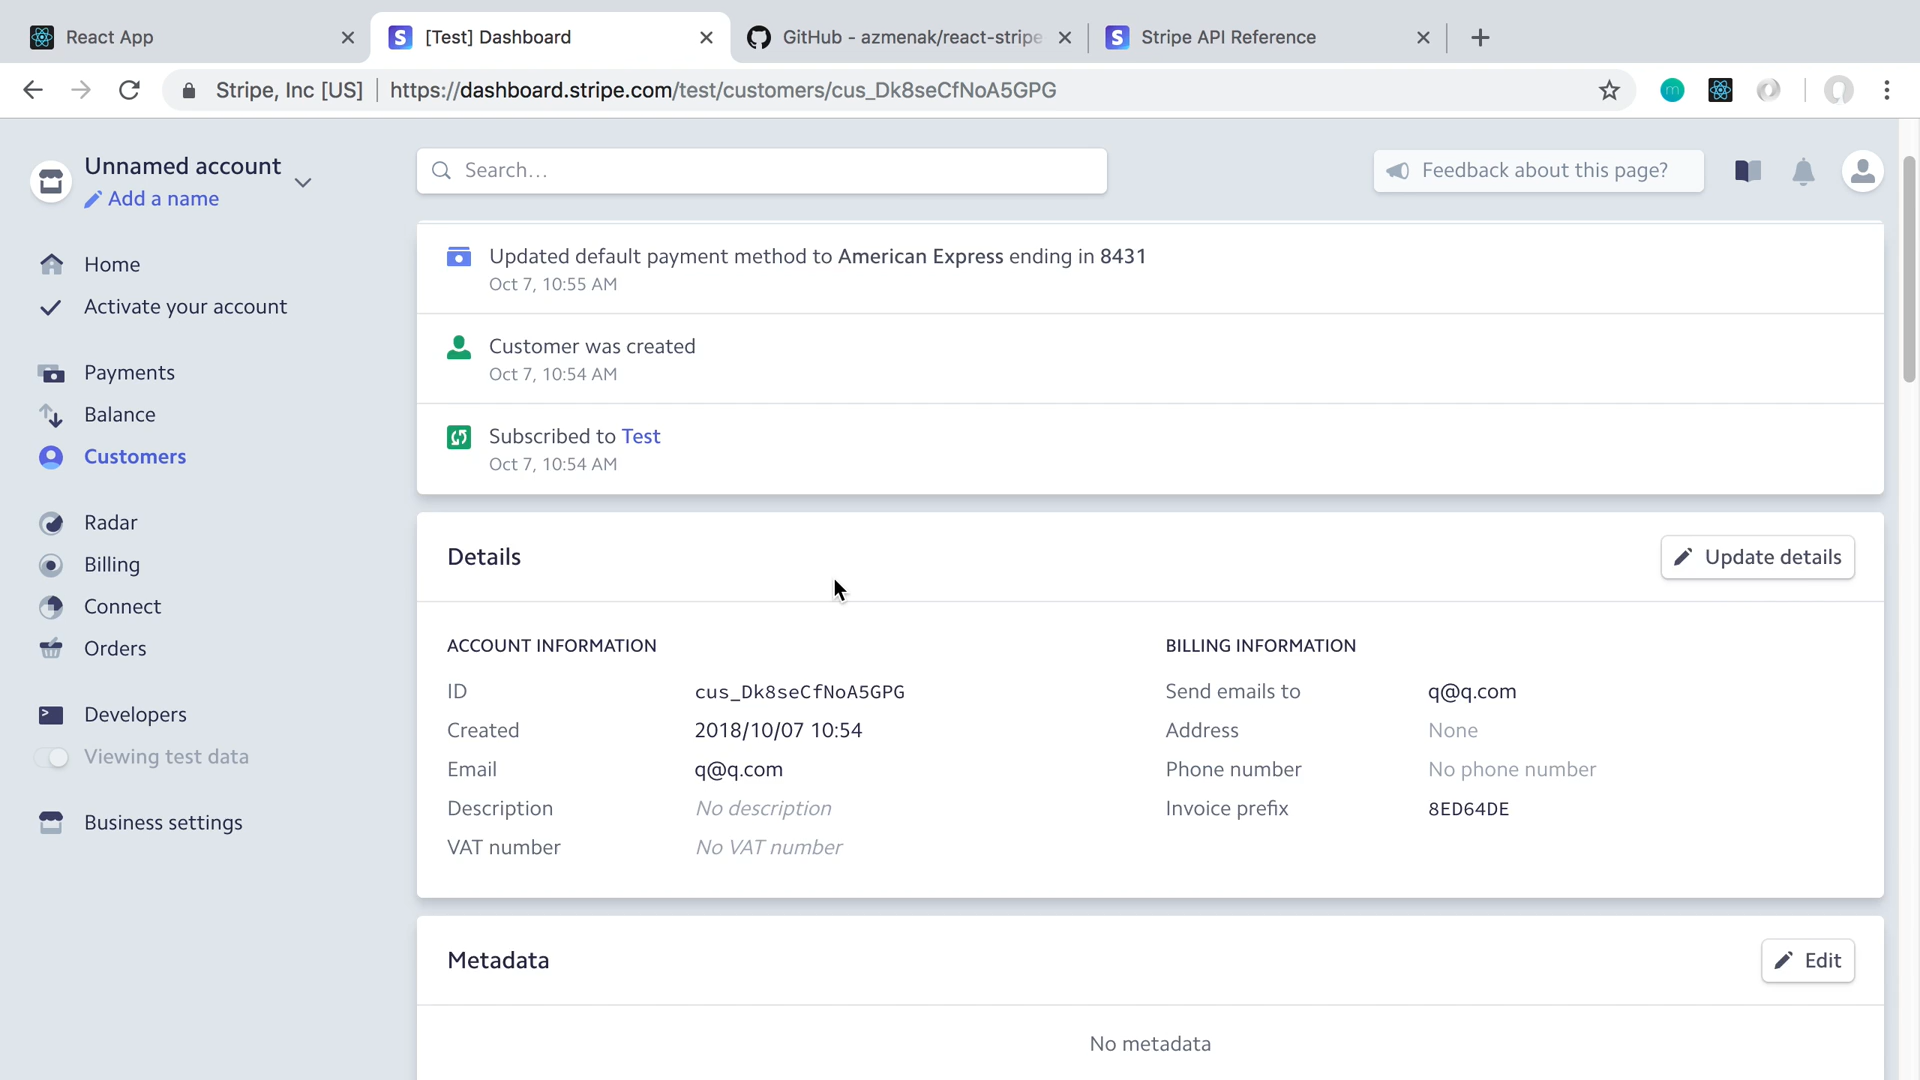 React App
[Test] Dashboard
GitHub - azmenak/react-stripe
Stripe API Reference
Stripe, Inc [US]
https://dashboard.stripe.com/test/customers/cus_Dk8seCfNoA5GPG
m
Unnamed account
Add a name
Search...
Feedback about this page?
Home
Activate your account
Payments
Balance
Customers
Radar
Billing
Connect
Orders
Developers
Viewing test data
Business settings
Updated default payment method to American Express ending in 8431
Oct 7, 10:55 AM
Customer was created
Oct 7, 10:54 AM
Subscribed to Test
Oct 7, 10:54 AM
Details
Update details
ACCOUNT INFORMATION
ID cus_Dk8seCfNoA5GPG
Created 2018/10/07 10:54
Email q@q.com
Description No description
VAT number No VAT number
BILLING INFORMATION
Send emails to q@q.com
Address None
Phone number No phone number
Invoice prefix 8ED64DE
Metadata
Edit
No metadata